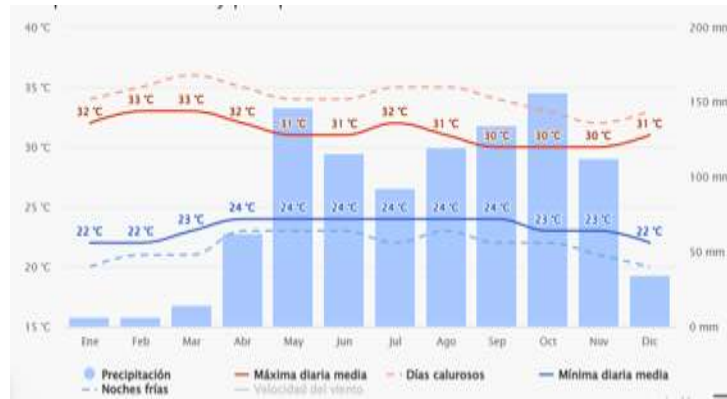 40 °C 200 mm
35 °C 150 mm
30 °C 100 mm
25 °C 50 mm
20 °C 0 mm
15 °C
32 °C 33 °C 33 °C 32 °C 31 °C 31 °C 32 °C 31 °C 30 °C 30 °C 30 °C 31 °C
22 °C 22 °C 23 °C 24 °C 24 °C 24 °C 24 °C 24 °C 24 °C 23 °C 23 °C 22 °C
Ene Feb Mar Abr May Jun Jul Ago Sep Oct Nov Dic
Precipitación Máxima diaria media Días calurosos Mínima diaria media
Noches frías Velocidad del viento